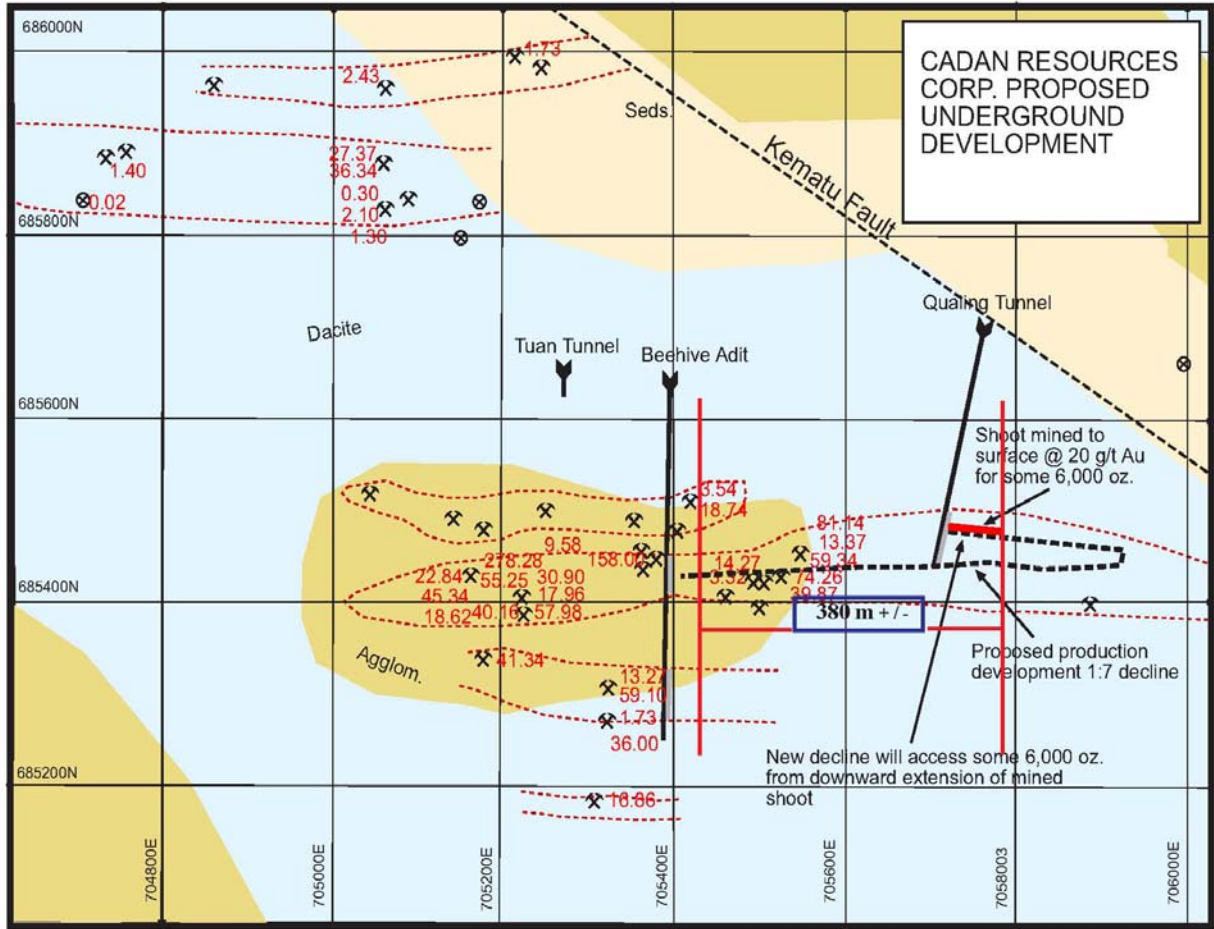 686000N
CADAN RESOURCES
CORP. PROPOSED
UNDERGROUND
DEVELOPMENT
1.73
2.43
Seds.
Kematu Fault
27.37
36.34
1.40
0.30
0.02
2.10
685800N
1.30
Qualing Tunnel
Dacite
Tuan Tunnel
Beehive Adit
685600N
Shoot mined to
surface @ 20 g/t Au
for some 6,000 oz.
3.54
18.74
81.14
9.58
13.37
278.28
158.00
14.27
59.34
22.84
55.25
30.90
74.26
45.34
17.96
39.87
685400N
18.62
40.16
57.98
380 m +/-
Agglom.
41.34
Proposed production
development 1:7 decline
13.27
59.10
1.73
36.00
New decline will access some 6,000 oz.
from downward extension of mined
shoot
685200N
704800E
705000E
705200E
705400E
705600E
7058003
706000E